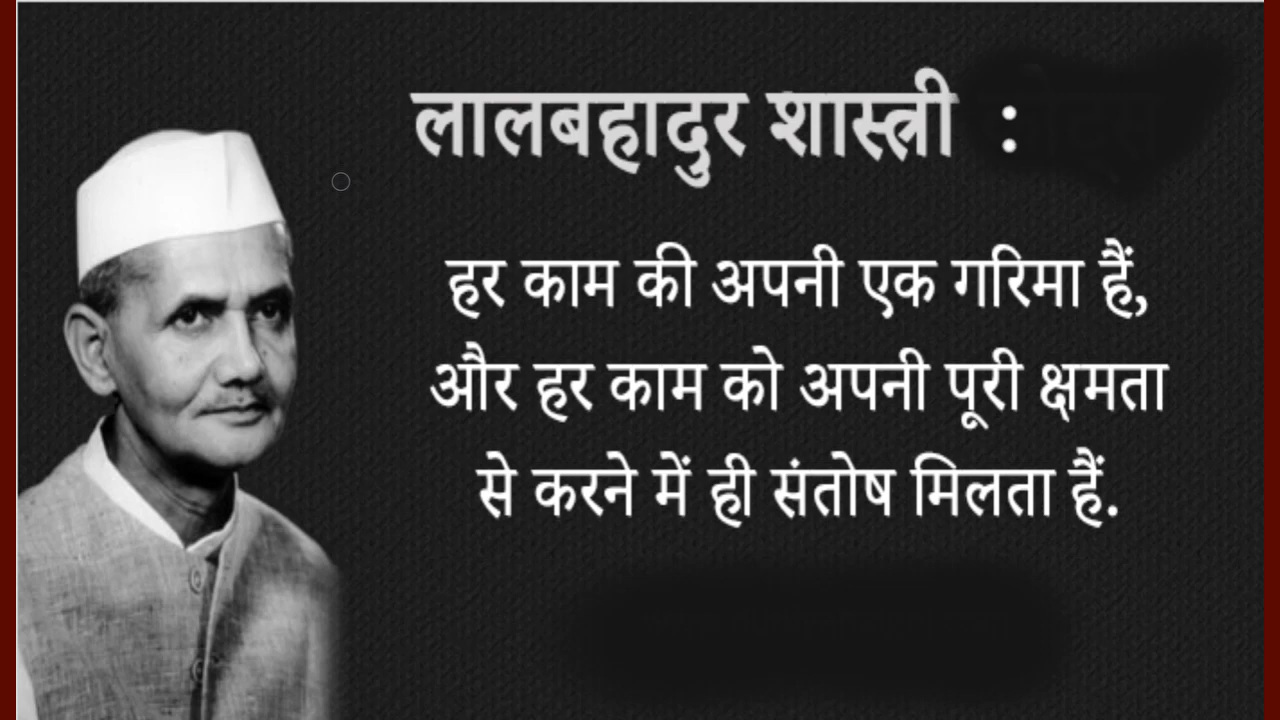 लालबहादुर शास्त्री :
हर काम की अपनी एक गरिमा हैं,
और हर काम को अपनी पूरी क्षमता
से करने में ही संतोष मिलता हैं.